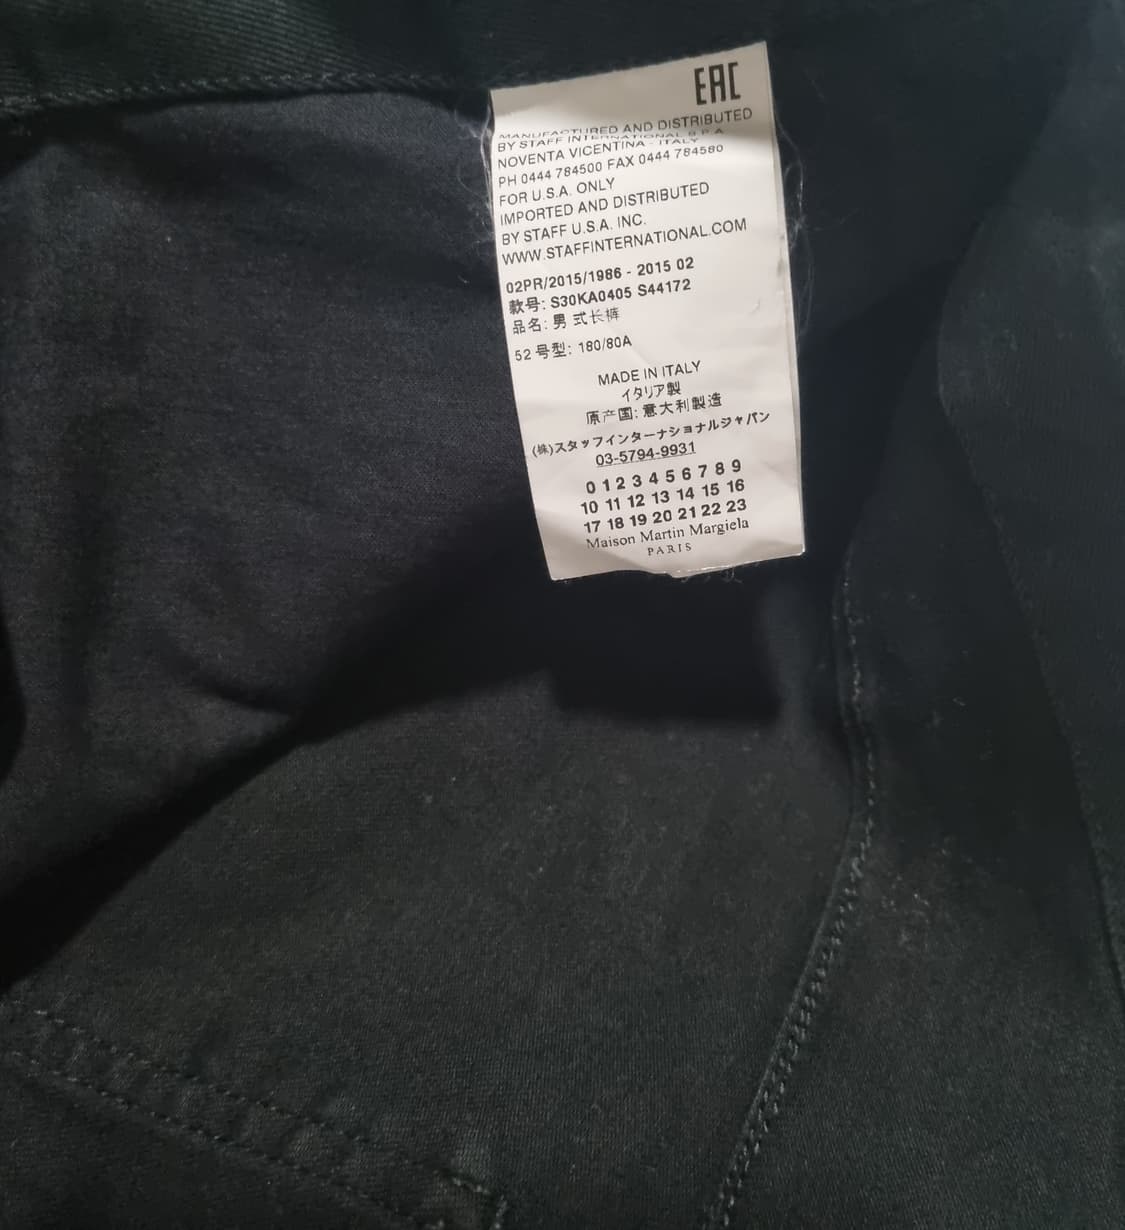 EAC
MANUFACTURED AND DISTRIBUTED
BY STAFF INTERNATIONAL S.P.A
NOVENTA VICENTINA - ITALY
PH 0444 784500 FAX 0444 784580
FOR U.S.A. ONLY
IMPORTED AND DISTRIBUTED
BY STAFF U.S.A. INC.
WWW.STAFFINTERNATIONAL.COM
02PR/2015/1986 - 2015 02
款号: S30KA0405 S44172
品名: 男 式长裤
52 号型: 180/80A
MADE IN ITALY
イタリア製
原产国: 意大利製造
(株)スタッフインターナショナルジャパン
03-5794-9931
0 1 2 3 4 5 6 7 8 9
10 11 12 13 14 15 16
17 18 19 20 21 22 23
Maison Martin Margiela
PARIS